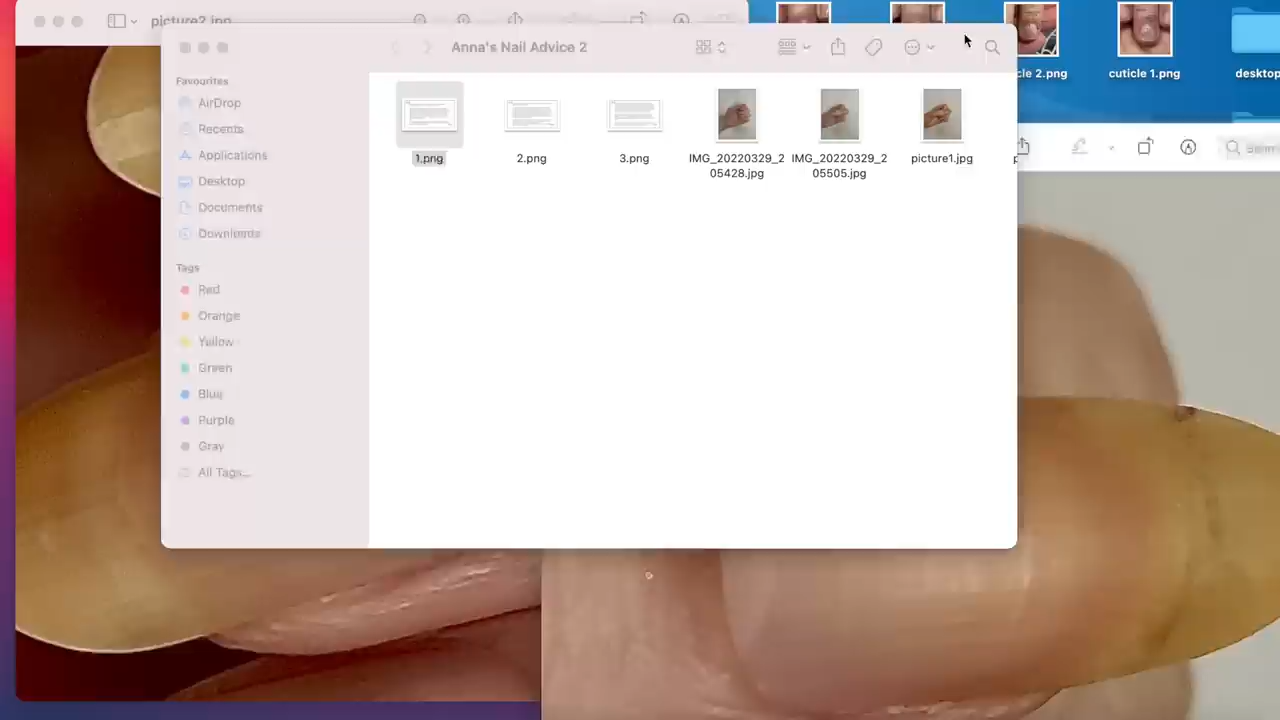 picture2.jpg
Anna's Nail Advice 2
cle 2.png
cuticle 1.png
desktop
Favourites
AirDrop
Recents
Applications
Desktop
Documents
Downloads
Tags
Red
Orange
Yellow
Green
Blue
Purple
Gray
All Tags...
1.png
2.png
3.png
IMG_20220329_2
05428.jpg
IMG_20220329_2
05505.jpg
picture1.jpg
p